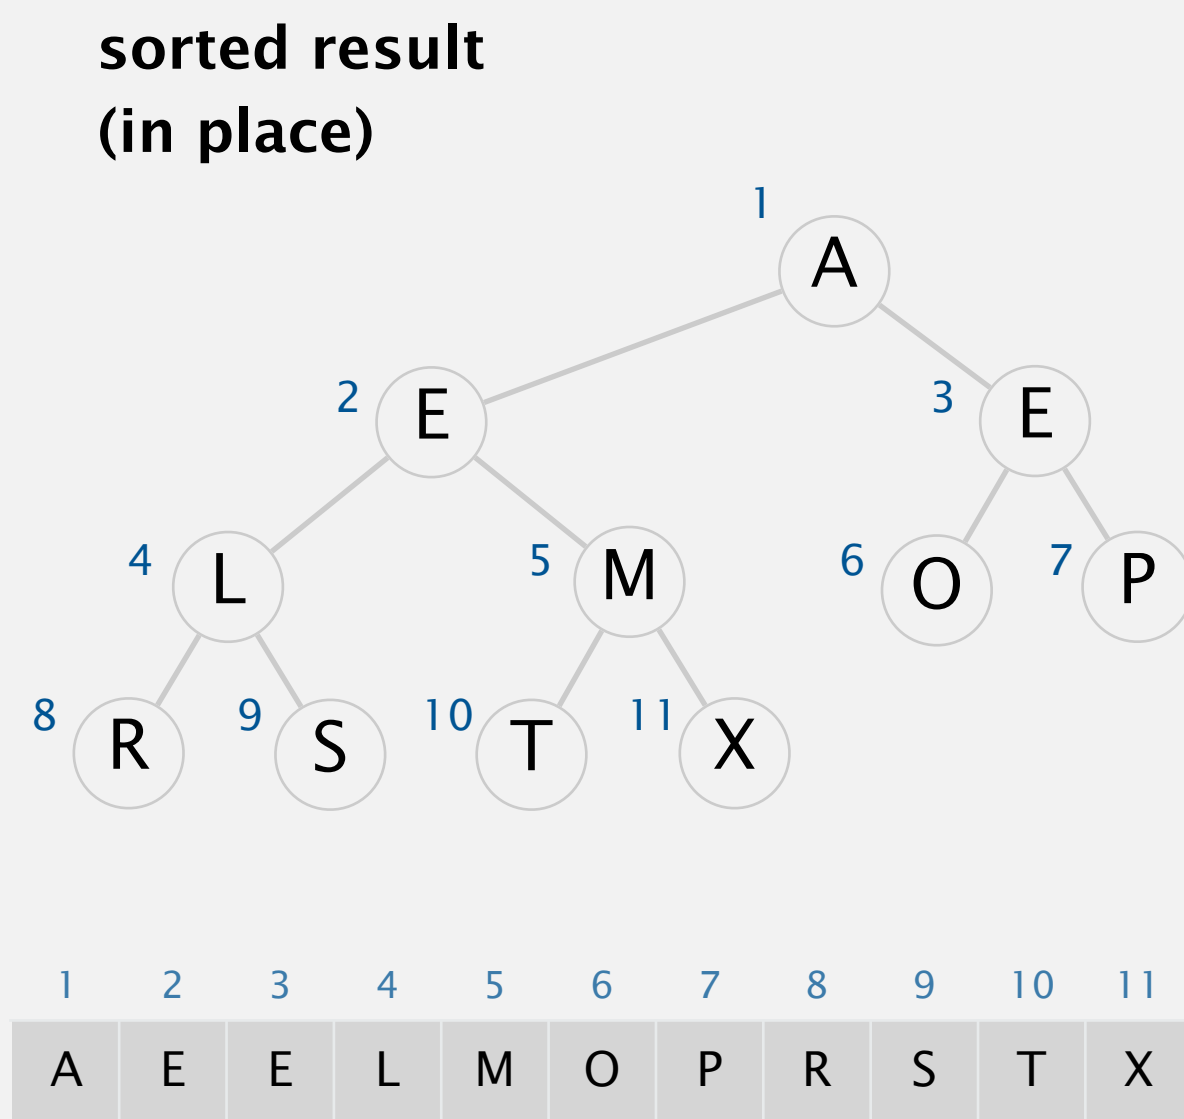 sorted result
(in place)
1
A
2 E 3 E
4 L 5 M 6 O 7 P
8 R 9 S 10 T 11 X
1 2 3 4 5 6 7 8 9 10 11
A E E L M O P R S T X